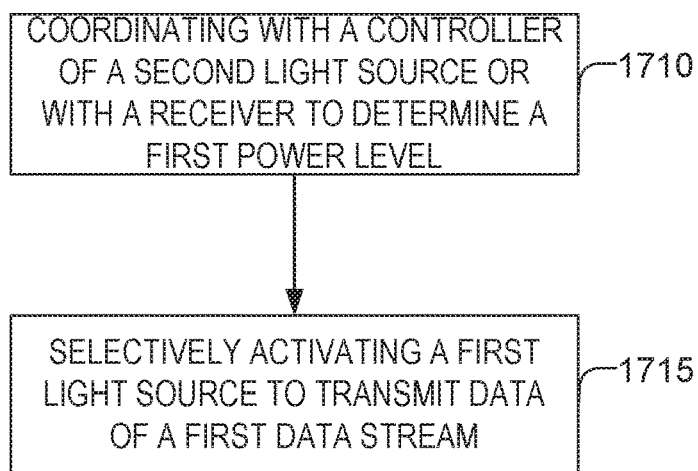 COORDINATING WITH A CONTROLLER
OF A SECOND LIGHT SOURCE OR
WITH A RECEIVER TO DETERMINE A
FIRST POWER LEVEL
1710
SELECTIVELY ACTIVATING A FIRST
LIGHT SOURCE TO TRANSMIT DATA
OF A FIRST DATA STREAM
1715